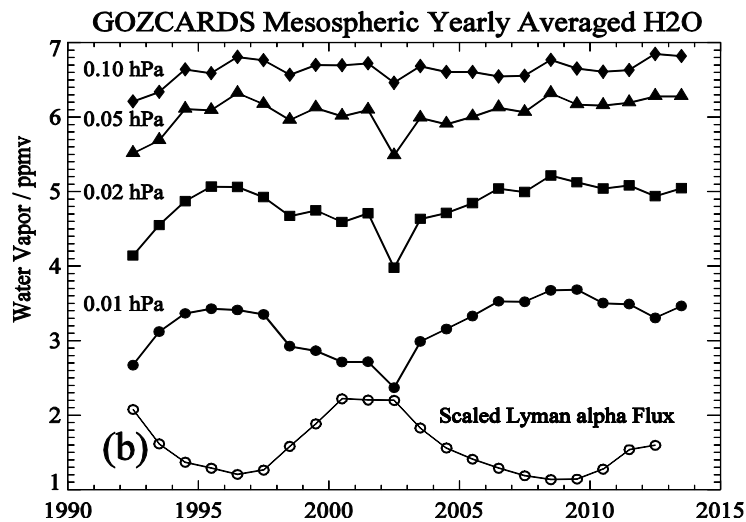 GOZCARDS Mesospheric Yearly Averaged H2O
7
0.10 hPa
6
0.05 hPa
5
0.02 hPa
4
0.01 hPa
3
2
Scaled Lyman alpha Flux
(b)
1
Water Vapor / ppmv
1990 1995 2000 2005 2010 2015